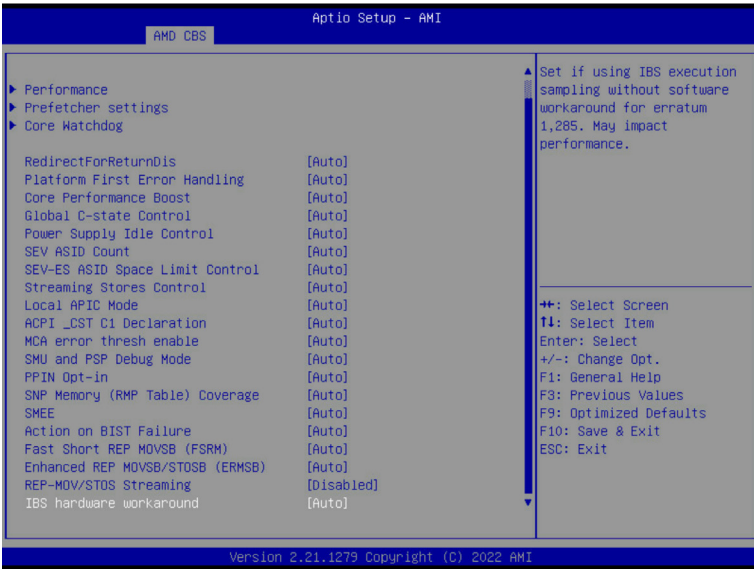 Aptio Setup - AMI
AMD CBS
▶ Performance
▶ Prefetcher settings
▶ Core Watchdog
RedirectForReturnDis [Auto]
Platform First Error Handling [Auto]
Core Performance Boost [Auto]
Global C-state Control [Auto]
Power Supply Idle Control [Auto]
SEV ASID Count [Auto]
SEV-ES ASID Space Limit Control [Auto]
Streaming Stores Control [Auto]
Local APIC Mode [Auto]
ACPI _CST C1 Declaration [Auto]
MCA error thresh enable [Auto]
SMU and PSP Debug Mode [Auto]
PPIN Opt-in [Auto]
SNP Memory (RMP Table) Coverage [Auto]
SMEE [Auto]
Action on BIST Failure [Auto]
Fast Short REP MOVSB (FSRM) [Auto]
Enhanced REP MOVSB/STOSB (ERMSB) [Auto]
REP-MOV/STOS Streaming [Disabled]
IBS hardware workaround [Auto]
Set if using IBS execution
sampling without software
workaround for erratum
1,285. May impact
performance.
→←: Select Screen
↑↓: Select Item
Enter: Select
+/-: Change Opt.
F1: General Help
F3: Previous Values
F9: Optimized Defaults
F10: Save & Exit
ESC: Exit
Version 2.21.1279 Copyright (C) 2022 AMI